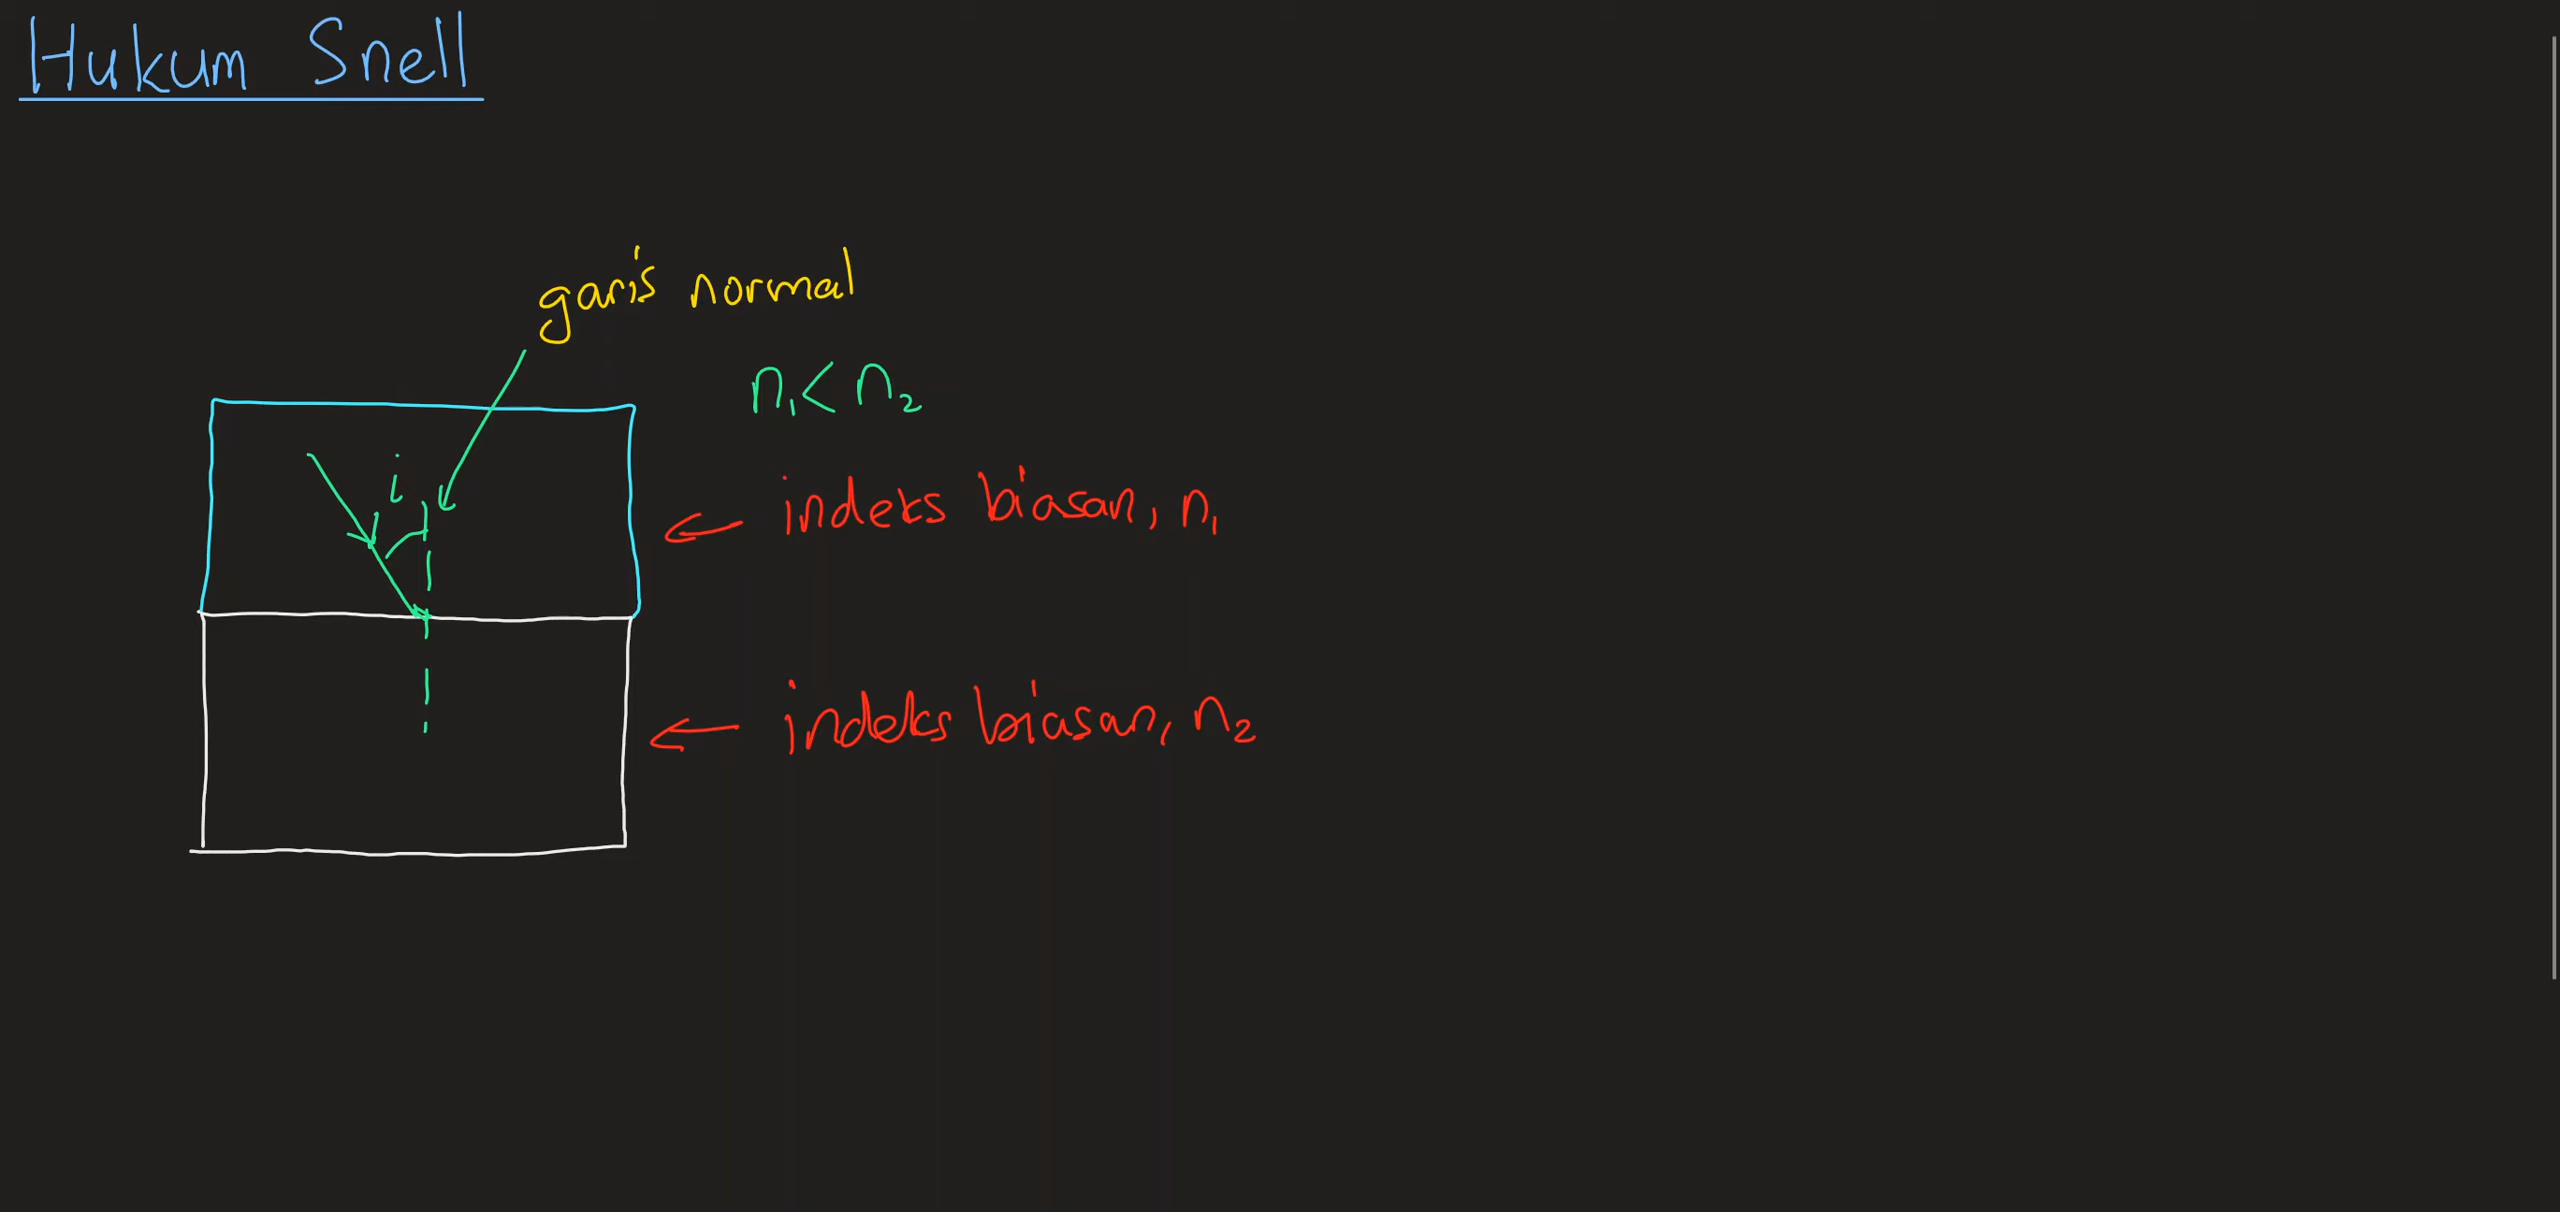 Hukum Snell
garis normal
n₁ < n₂
i
indeks biasan, n₁
indeks biasan, n₂